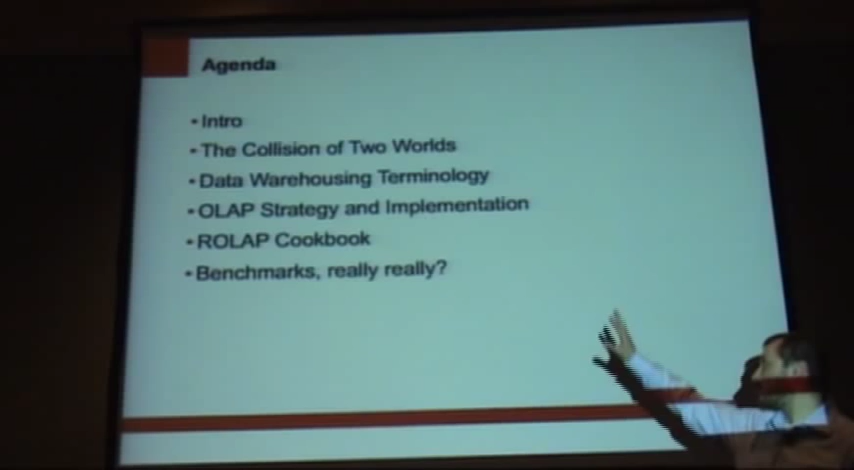 Agenda
• Intro
• The Collision of Two Worlds
• Data Warehousing Terminology
• OLAP Strategy and Implementation
• ROLAP Cookbook
• Benchmarks, really really?